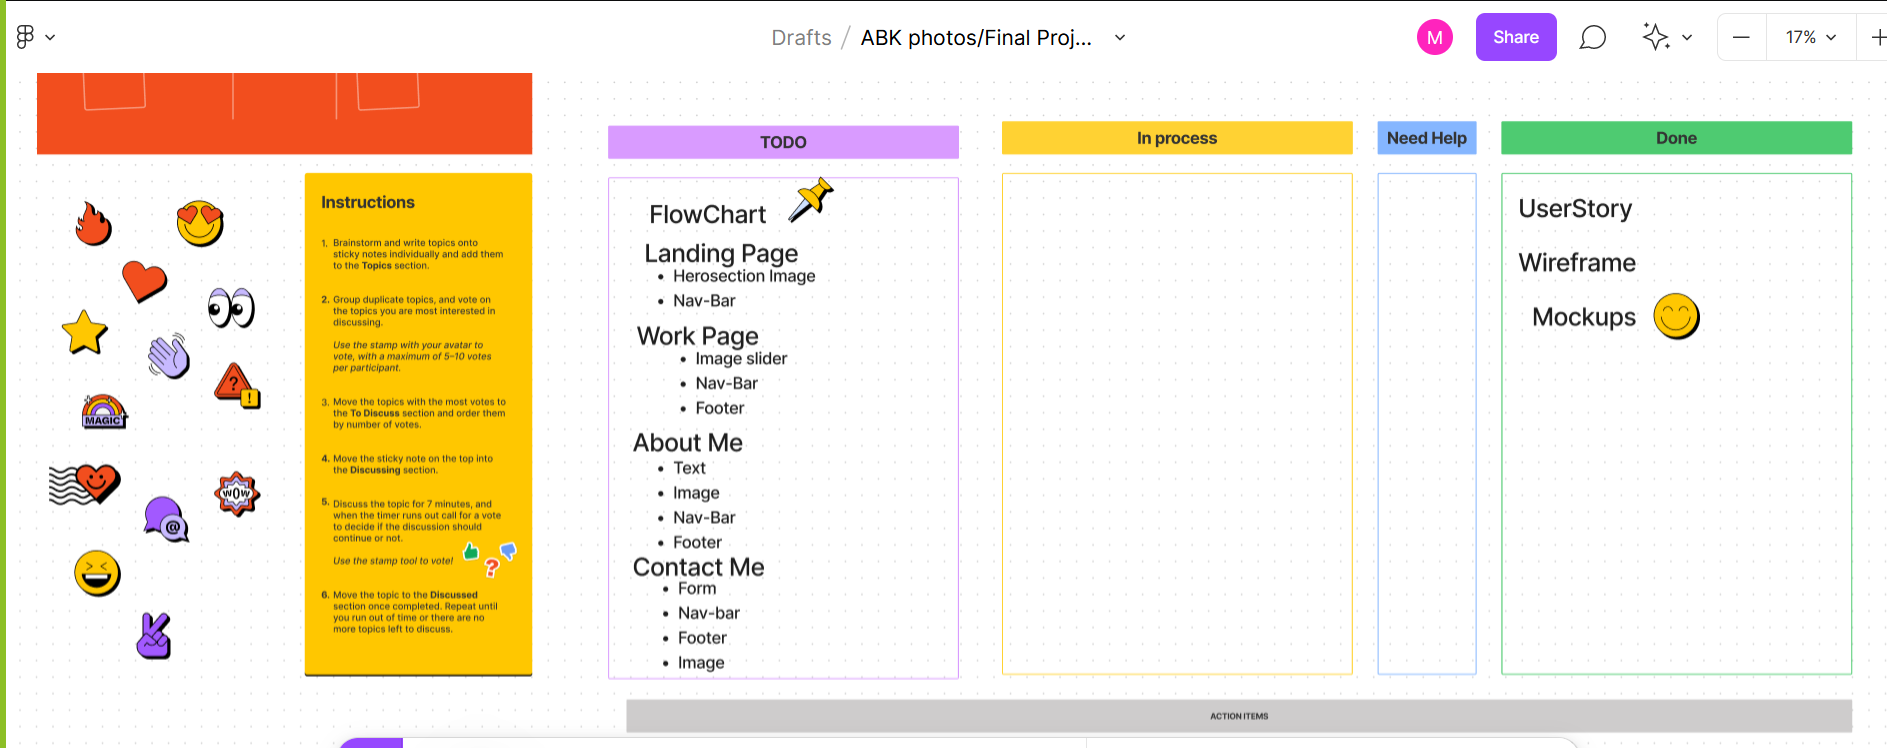 Drafts / ABK photos/Final Proj...
M
Share
17%
Instructions
1. Brainstorm and write topics onto
sticky notes individually and add them
to the Topics section.
2. Group duplicate topics, and vote on
the topics you are most interested in
discussing.
Use the stamp with your avatar to
vote, with a maximum of 5–10 votes
per participant.
3. Move the topics with the most votes to
the To Discuss section and order them
by number of votes.
4. Move the sticky note on the top into
the Discussing section.
5. Discuss the topic for 7 minutes, and
when the timer runs out call for a vote
to decide if the discussion should
continue or not.
Use the stamp tool to vote!
?
6. Move the topic to the Discussed
section once completed. Repeat until
you run out of time or there are no
more topics left to discuss.
? !
MAGIC
WOW
@
TODO
FlowChart
Landing Page
• Herosection Image
• Nav-Bar
Work Page
• Image slider
• Nav-Bar
• Footer
About Me
• Text
• Image
• Nav-Bar
• Footer
Contact Me
• Form
• Nav-bar
• Footer
• Image
In process
Need Help
Done
UserStory
Wireframe
Mockups
ACTION ITEMS